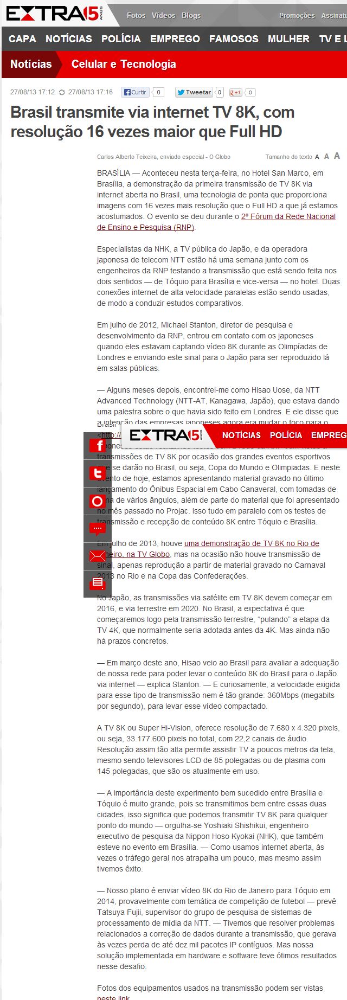 EXTRA 15 ANOS
Fotos Vídeos Blogs Promoções
CAPA NOTÍCIAS POLÍCIA EMPREGO FAMOSOS MULHER TV E
Notícias Celular e Tecnologia
27/08/13 17:12 27/08/13 17:16 Curtir 0 Tweetar 0 +1 0
Brasil transmite via internet TV 8K, com
resolução 16 vezes maior que Full HD
Carlos Alberto Teixeira, enviado especial - O Globo Tamanho do texto A A A
BRASÍLIA — Aconteceu nesta terça-feira, no Hotel San Marco, em
Brasília, a demonstração da primeira transmissão de TV 8K via
internet aberta no Brasil, uma tecnologia de ponta que proporciona
imagens com 16 vezes mais resolução que o Full HD a que já estamos
acostumados. O evento se deu durante o 2º Fórum da Rede Nacional
de Ensino e Pesquisa (RNP).
Especialistas da NHK, a TV pública do Japão, e da operadora
japonesa de telecom NTT estão há uma semana junto com os
engenheiros da RNP testando a transmissão que está sendo feita nos
dois sentidos — de Tóquio para Brasília e vice-versa — no hotel. Duas
conexões internet de alta velocidade paralelas estão sendo usadas,
de modo a conduzir estudos comparativos.
Em julho de 2012, Michael Stanton, diretor de pesquisa e
desenvolvimento da RNP, entrou em contato com os japoneses
quando eles estavam captando vídeo 8K durante as Olimpíadas de
Londres e enviando este sinal para o Japão para ser reproduzido lá
em salas públicas.
— Alguns meses depois, encontrei-me como Hisao Uose, da NTT
Advanced Technology (NTT-AT, Kanagawa, Japão), que estava dando
uma palestra sobre o que havia sido feito em Londres. E ele disse que
a intenção das empresas japoneses agora era mudar o foco para o
Brasil
<http://
EXTRA 15 ANOS NOTÍCIAS POLÍCIA EMPREG
transmissões de TV 8K por ocasião dos grandes eventos esportivos
que se darão no Brasil, ou seja, Copa do Mundo e Olimpiadas. E neste
evento de hoje, estamos apresentando material gravado no último
lançamento do Ônibus Espacial em Cabo Canaveral, com tomadas de
de vários ângulos, além de parte do material que foi apresentado
no mês passado no Projac. Isso tudo em paralelo com os testes de
transmissão e recepção de conteúdo 8K entre Tóquio e Brasília.
Em julho de 2013, houve uma demonstração de TV 8K no Rio de
Janeiro, na TV Globo, mas na ocasião não houve transmissão de
sinal, apenas reprodução a partir de material gravado no Carnaval
2013 no Rio e na Copa das Confederações.
No Japão, as transmissões via satélite em TV 8K devem começar em
2016, e via terrestre em 2020. No Brasil, a expectativa é que
começaremos logo pela transmissão terrestre, “pulando” a etapa da
TV 4K, que normalmente seria adotada antes da 4K. Mas ainda não
há prazos concretos.
— Em março deste ano, Hisao veio ao Brasil para avaliar a adequação
de nossa rede para poder levar o conteúdo 8K do Brasil para o Japão
via internet — explica Stanton. — E curiosamente, a velocidade exigida
para esse tipo de transmissão nem é tão grande: 360Mbps (megabits
por segundo), para levar esse vídeo compactado.
A TV 8K ou Super Hi-Vision, oferece resolução de 7.680 x 4.320 pixels,
ou seja, 33.177.600 pixels no total, com 22,2 canais de áudio.
Resolução assim tão alta permite assistir TV a poucos metros da tela,
mesmo sendo televisores LCD de 85 polegadas ou de plasma com
145 polegadas, que são os atualmente em uso.
— A importância deste experimento bem sucedido entre Brasília e
Tóquio é muito grande, pois se transmitimos bem entre essas duas
cidades, isso significa que podemos transmitir TV 8K para qualquer
ponto do mundo — orgulha-se Yoshiaki Shishikui, engenheiro
executivo de pesquisa da Nippon Hoso Kyokai (NHK), que também
esteve no evento em Brasília. — Como usamos internet aberta, às
vezes o tráfego geral nos atrapalha um pouco, mas mesmo assim
tivemos êxito.
— Nosso plano é enviar vídeo 8K do Rio de Janeiro para Tóquio em
2014, provavelmente com temática de competição de futebol — prevê
Tatsuya Fujii, supervisor do grupo de pesquisa de sistemas de
processamento de mídia da NTT. — Tivemos que resolver problemas
relacionados a correção de dados durante a transmissão, que gerava
às vezes perda de até dez mil pacotes IP contíguos. Mas nossa
solução implementada em hardware e software teve ótimos resultados
nesse desafio.
Fotos dos equipamentos usados na transmissão podem ser vistas
neste link